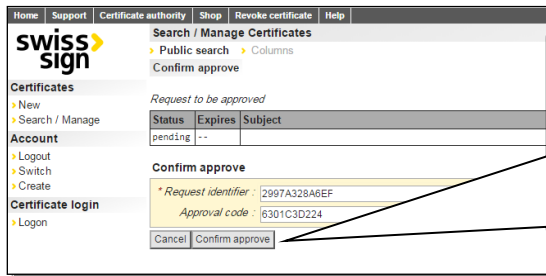 Home Support Certificate authority Shop Revoke certificate Help
swiss sign
Search / Manage Certificates
Public search Columns
Confirm approve
Certificates
New
Search / Manage
Account
Logout
Switch
Create
Certificate login
Logon
Request to be approved
Status Expires Subject
pending --
Confirm approve
* Request identifier : 2997A328A6EF
Approval code : 6301C3D224
Cancel Confirm approve